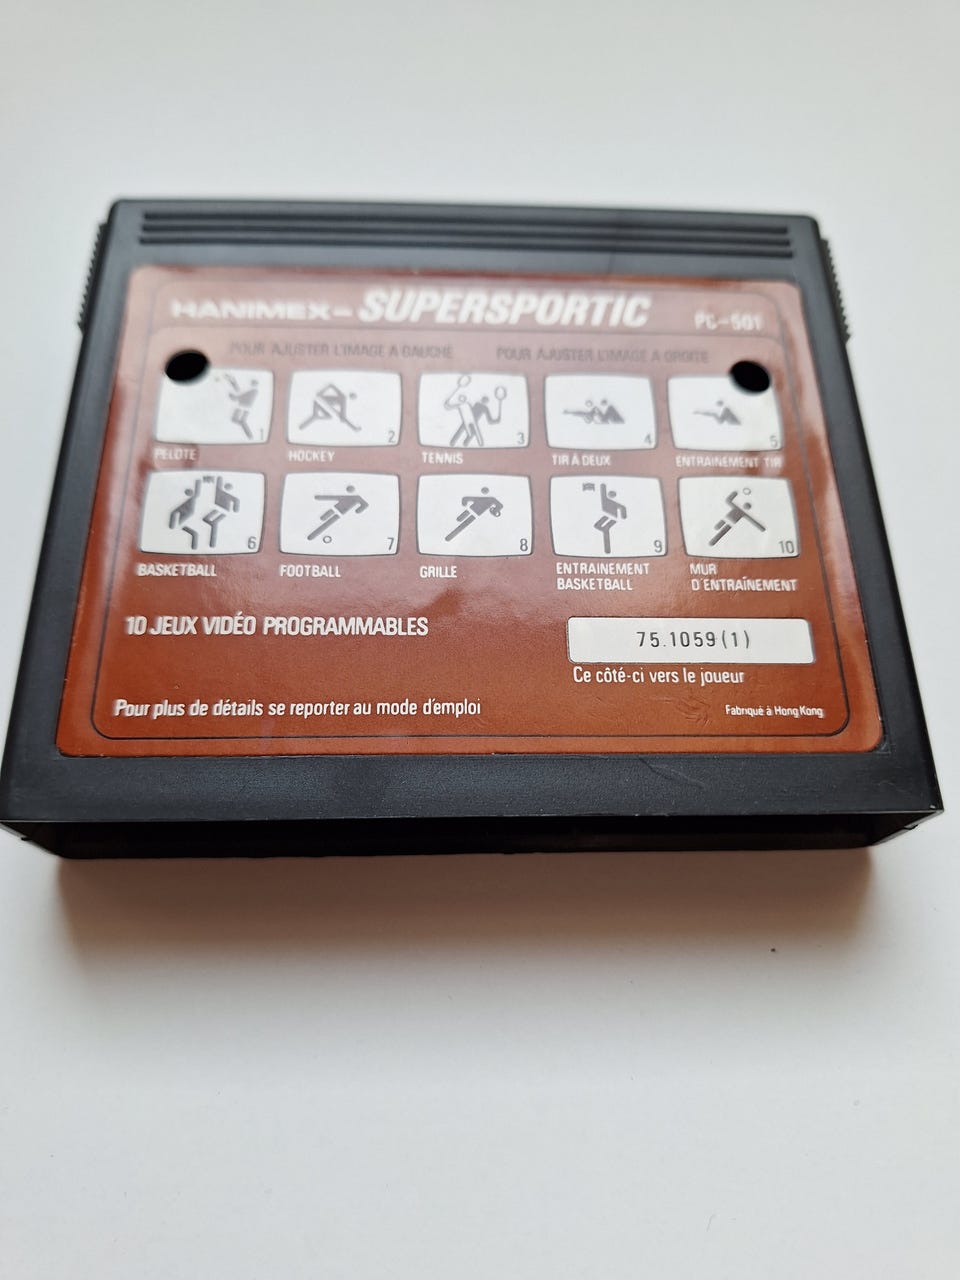 HANIMEX-SUPERSPORTIC PC-501
POUR AJUSTER L'IMAGE A GAUCHE POUR AJUSTER L'IMAGE A DROITE
1 2 3 4 5
PELOTE HOCKEY TENNIS TIR À DEUX ENTRAINEMENT TIR
6 7 8 9 10
BASKETBALL FOOTBALL GRILLE ENTRAINEMENT MUR
BASKETBALL D'ENTRAÎNEMENT
10 JEUX VIDÉO PROGRAMMABLES
75.1059(1)
Ce côté-ci vers le joueur
Pour plus de détails se reporter au mode d'emploi
Fabriqué à Hong Kong